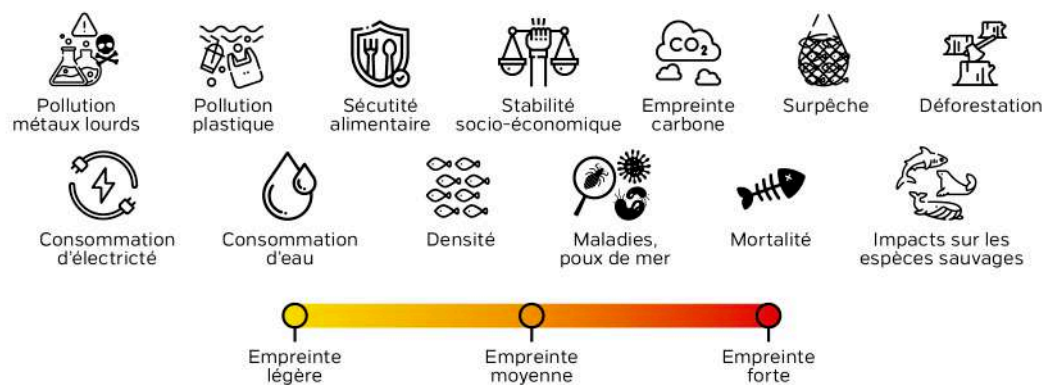 CO₂
Pollution
métaux lourds
Pollution
plastique
Sécutité
alimentaire
Stabilité
socio-économique
Empreinte
carbone
Surpêche
Déforestation
Consommation
d'électricté
Consommation
d'eau
Densité
Maladies,
poux de mer
Mortalité
Impacts sur les
espèces sauvages
Empreinte
légère
Empreinte
moyenne
Empreinte
forte